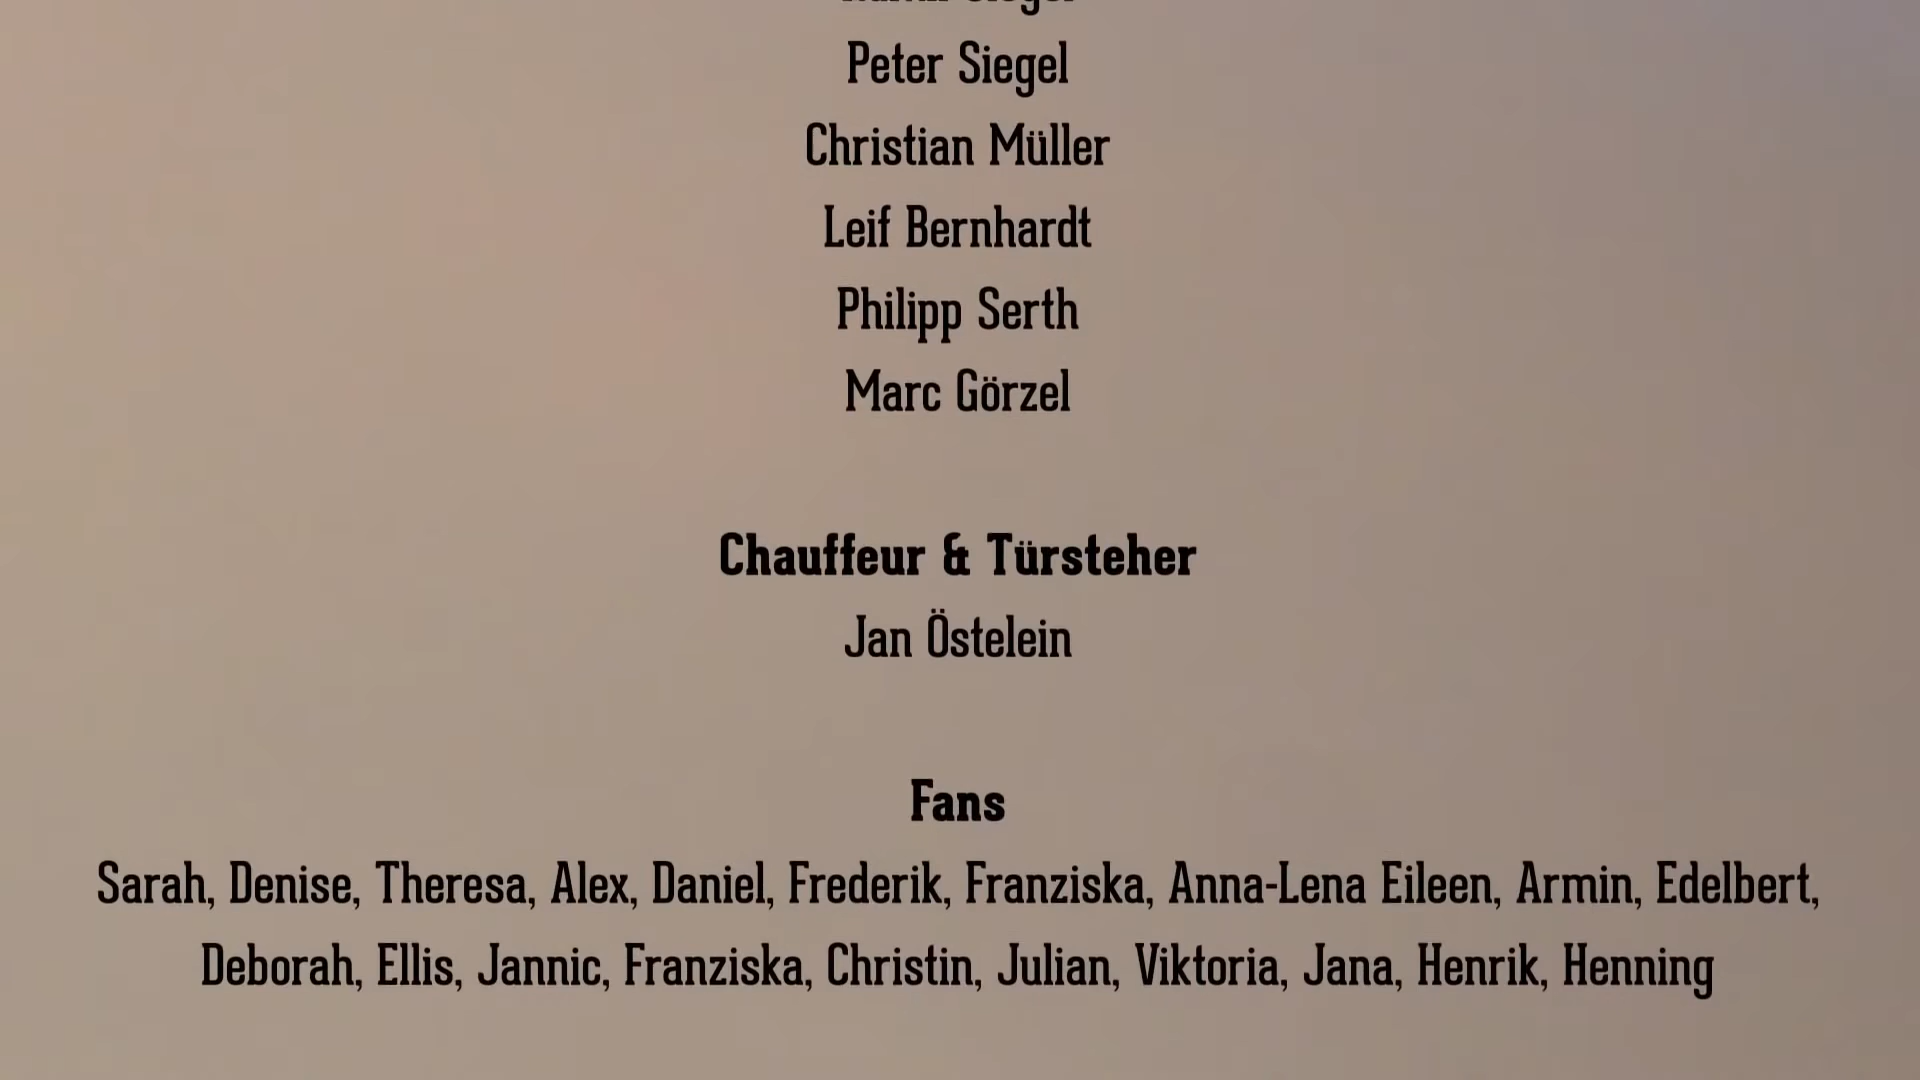 Siegel
Peter Siegel
Christian Müller
Leif Bernhardt
Philipp Serth
Marc Görzel
Chauffeur & Türsteher
Jan Östelein
Fans
Sarah, Denise, Theresa, Alex, Daniel, Frederik, Franziska, Anna-Lena Eileen, Armin, Edelbert,
Deborah, Ellis, Jannic, Franziska, Christin, Julian, Viktoria, Jana, Henrik, Henning